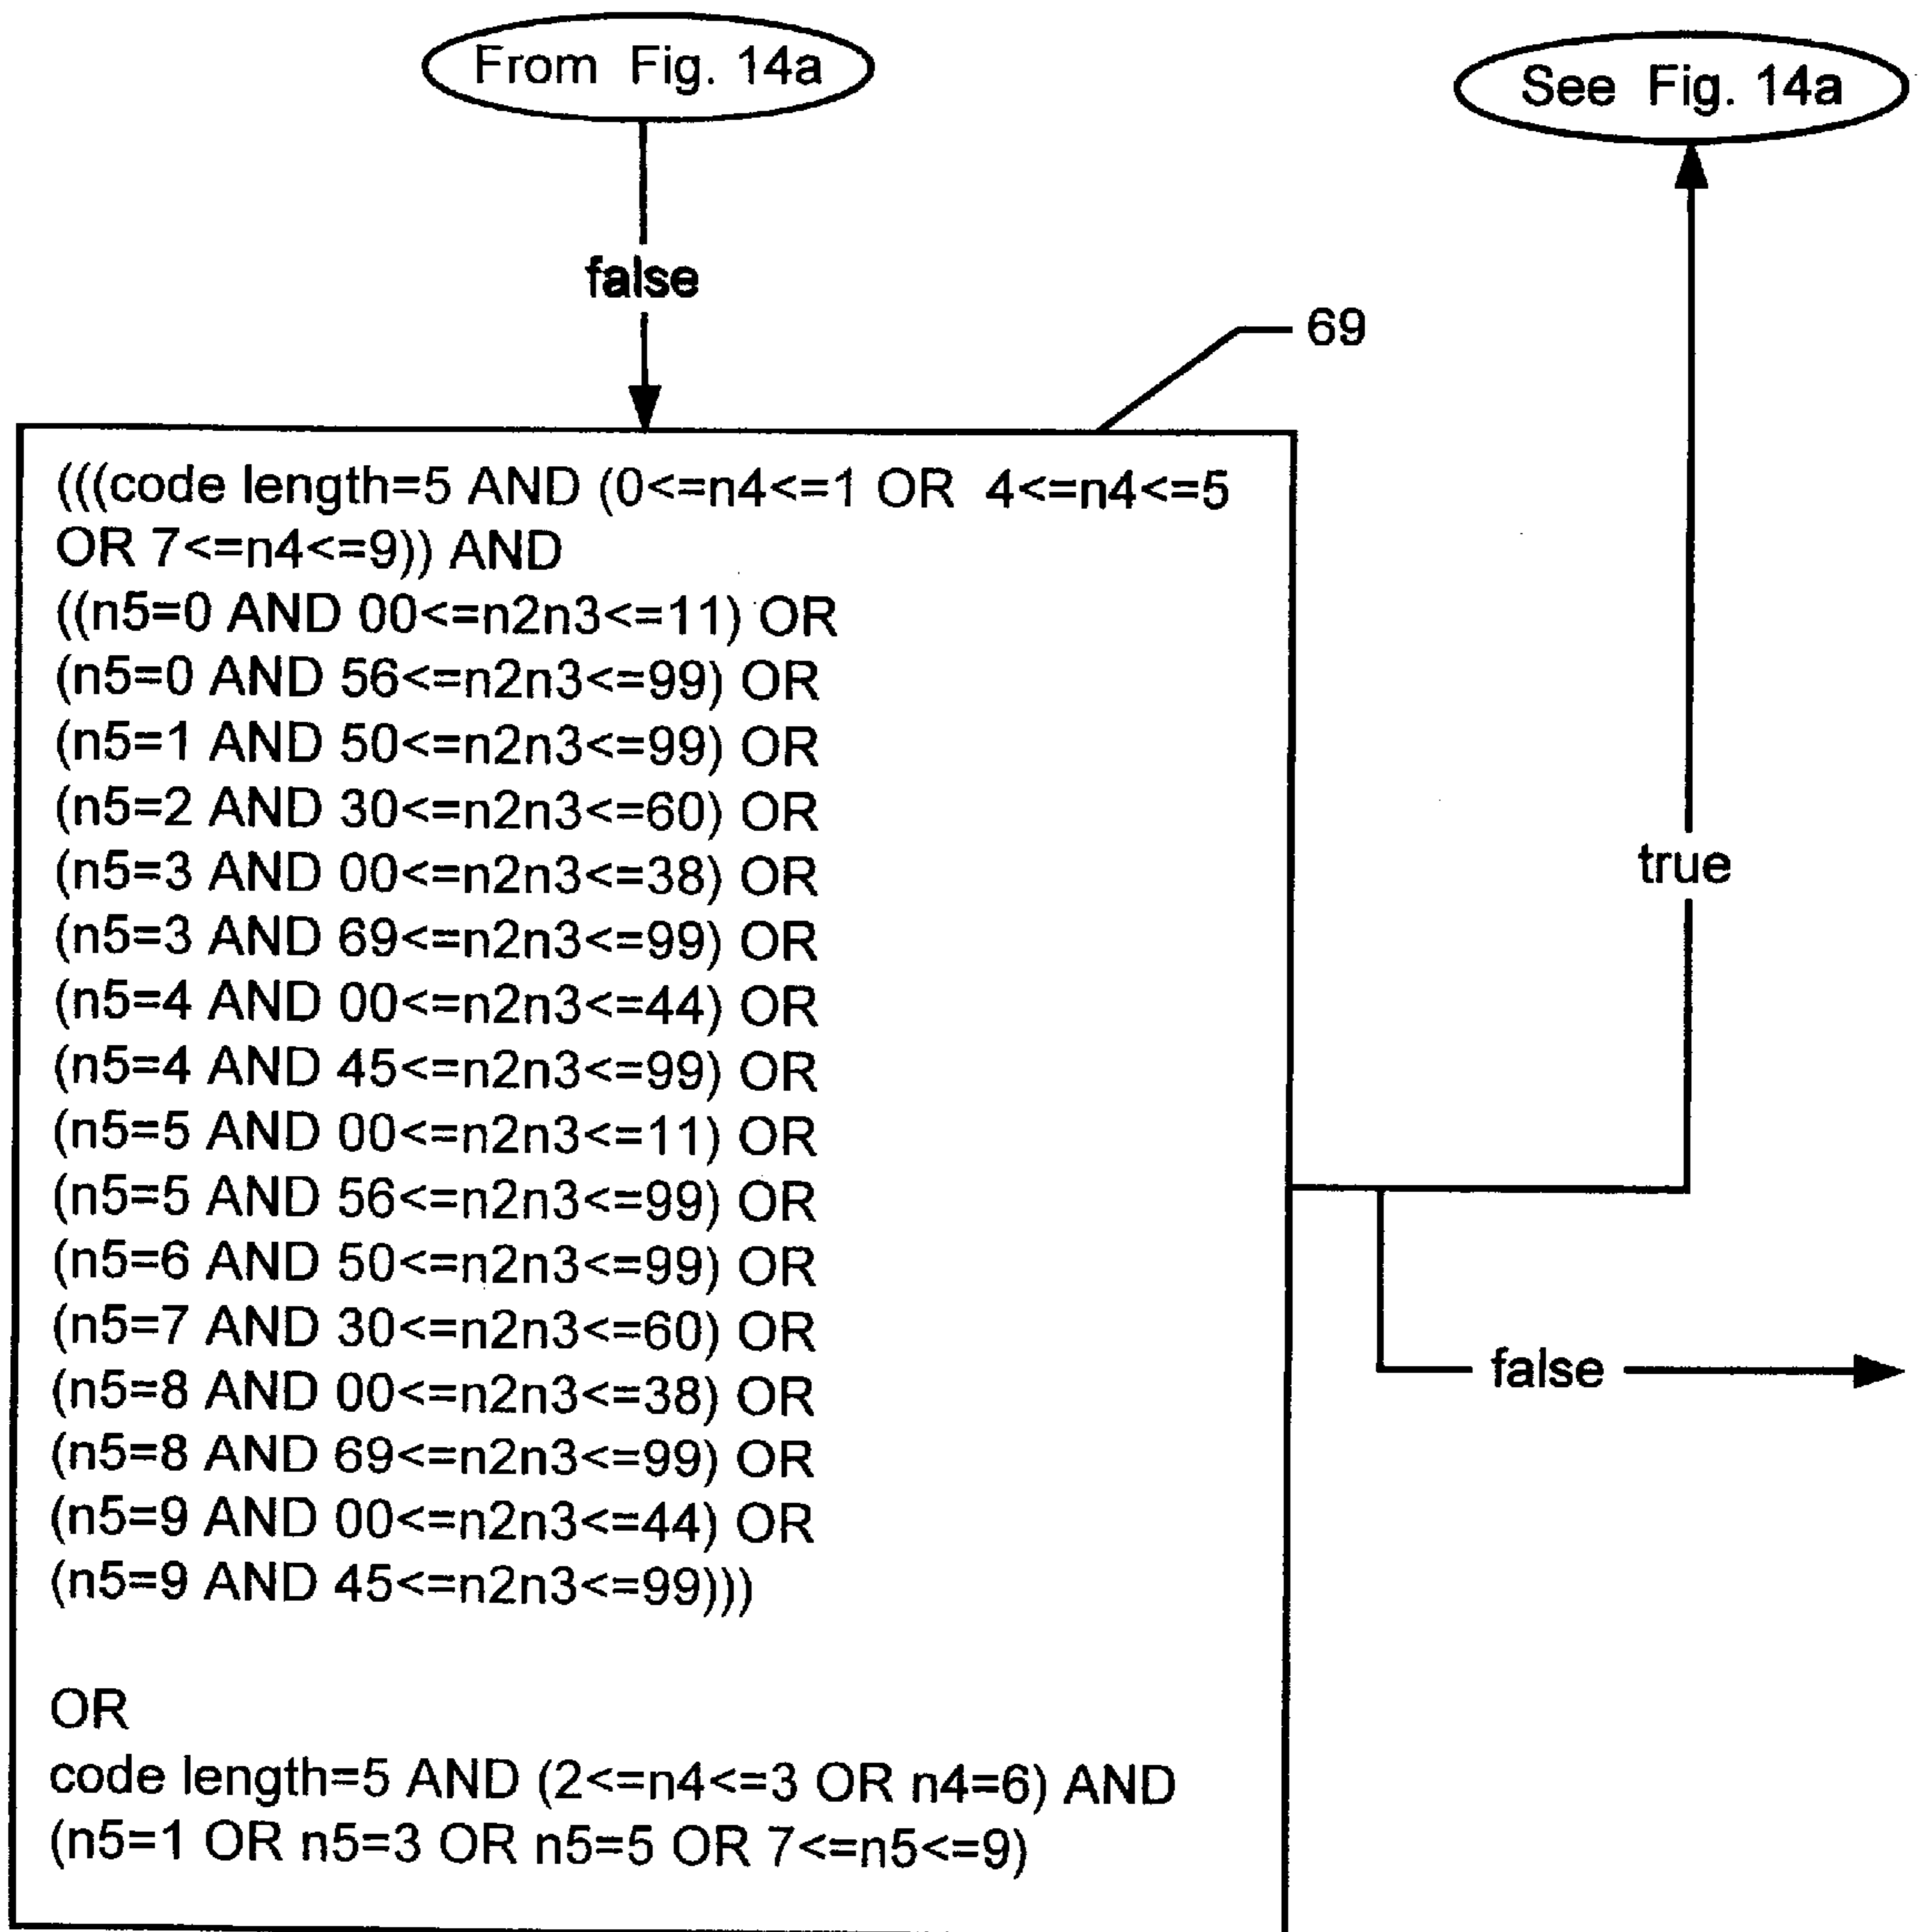 From Fig. 14a
See Fig. 14a
false
69
(((code length=5 AND (0<=n4<=1 OR 4<=n4<=5
OR 7<=n4<=9)) AND
((n5=0 AND 00<=n2n3<=11) OR
(n5=0 AND 56<=n2n3<=99) OR
(n5=1 AND 50<=n2n3<=99) OR
(n5=2 AND 30<=n2n3<=60) OR
(n5=3 AND 00<=n2n3<=38) OR
(n5=3 AND 69<=n2n3<=99) OR
(n5=4 AND 00<=n2n3<=44) OR
(n5=4 AND 45<=n2n3<=99) OR
(n5=5 AND 00<=n2n3<=11) OR
(n5=5 AND 56<=n2n3<=99) OR
(n5=6 AND 50<=n2n3<=99) OR
(n5=7 AND 30<=n2n3<=60) OR
(n5=8 AND 00<=n2n3<=38) OR
(n5=8 AND 69<=n2n3<=99) OR
(n5=9 AND 00<=n2n3<=44) OR
(n5=9 AND 45<=n2n3<=99)))
OR
code length=5 AND (2<=n4<=3 OR n4=6) AND
(n5=1 OR n5=3 OR n5=5 OR 7<=n5<=9)
true
false